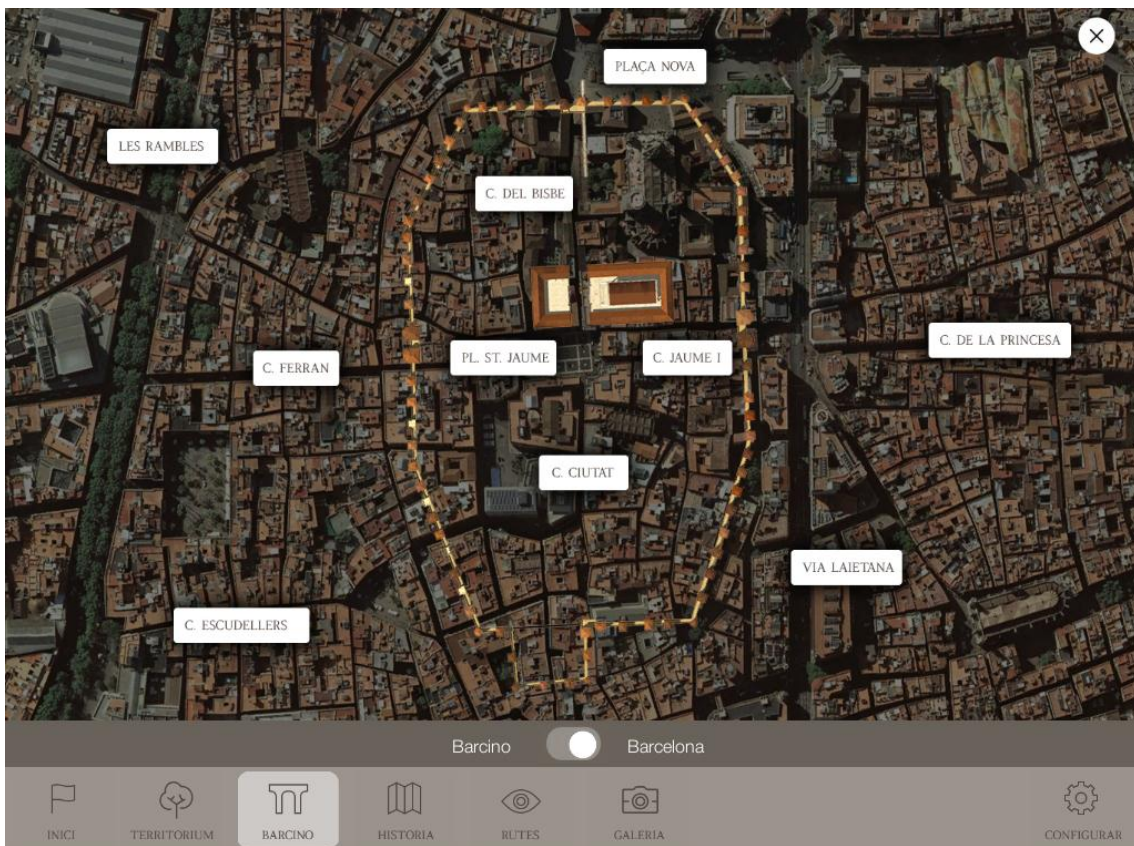 PLAÇA NOVA
LES RAMBLES
C. DEL BISBE
C. DE LA PRINCESA
PL. ST. JAUME
C. JAUME I
C. FERRAN
C. CIUTAT
VIA LAIETANA
C. ESCUDELLERS
Barcino Barcelona
INICI TERRITORIUM BARCINO HISTORIA RUTES GALERIA CONFIGURAR